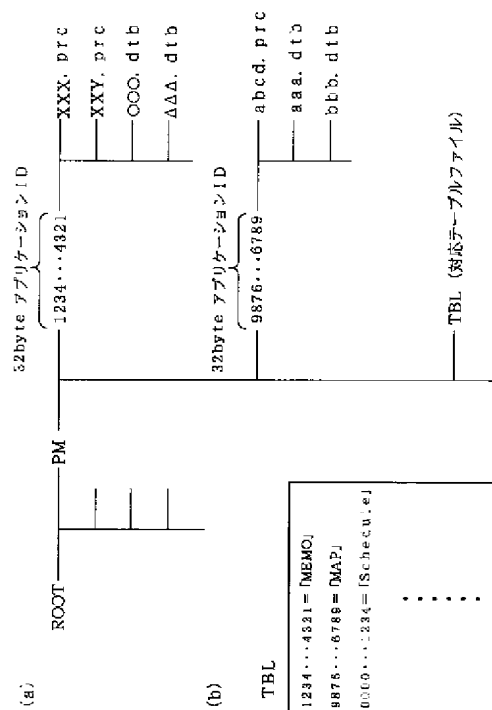 (a)
ROOT
PM
32byte アプリケーションID
1234···4321
XXX. prc
XXY. prc
○○○. dtb
△△△. dtb
32byte アプリケーションID
9876···6789
abcd. prc
aaa. dtb
bbb. dtb
TBL (対応テーブルファイル)
(b)
TBL
1234···4321=「MEMO」
9876···6789=「MAP」
0000···1234=「Schecule」
······